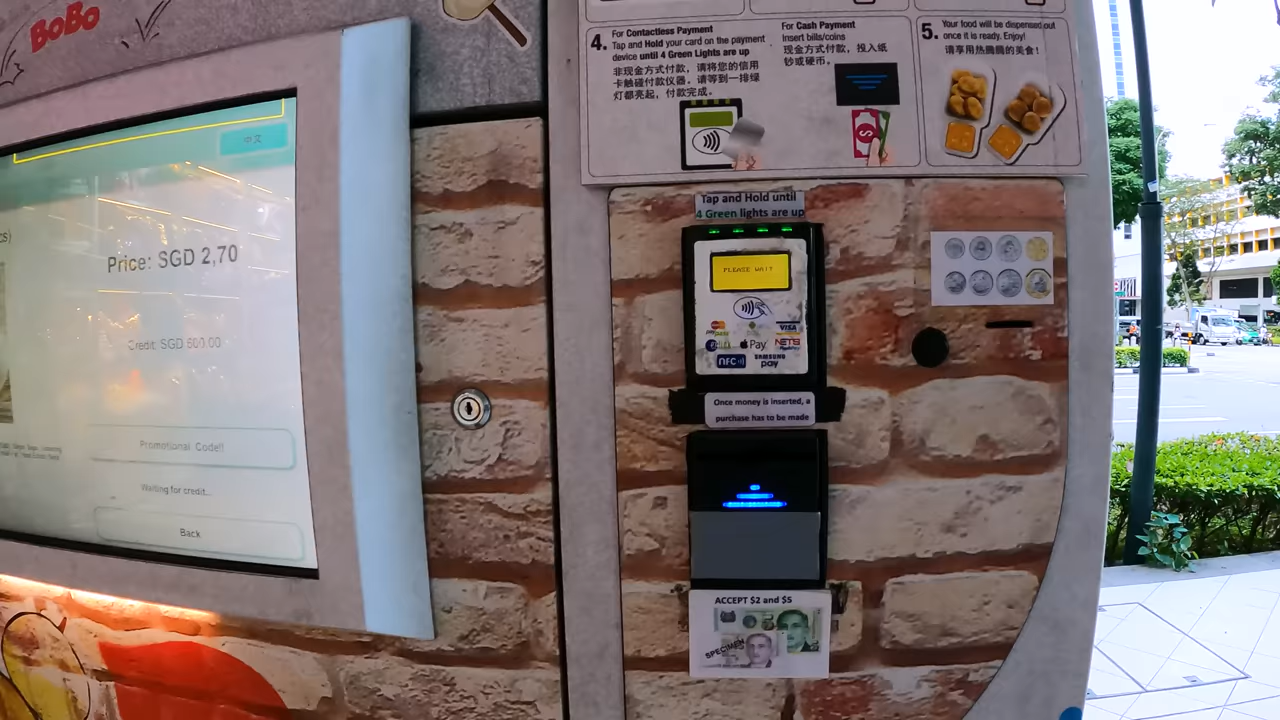 BoBo
中文
Price: SGD 2,70
Promotional Code!!
Waiting for credit..
Back
4. For Contactless Payment
Tap and Hold your card on the payment
device until 4 Green Lights are up
非现金方式付款，请将您的信用
卡触碰付款仪器。请等到一排绿
灯都亮起，付款完成。
For Cash Payment
Insert bills/coins
现金方式付款，投入纸
钞或硬币。
5. Your food will be dispensed out
once it is ready. Enjoy!
请享用热腾腾的美食！
Tap and Hold until
4 Green lights are up
PLEASE WAIT
VISA
Pay
NETS
NFC
SAMSUNG
pay
Once money is inserted, a
purchase has to be made
ACCEPT $2 and $5
SPECIMEN